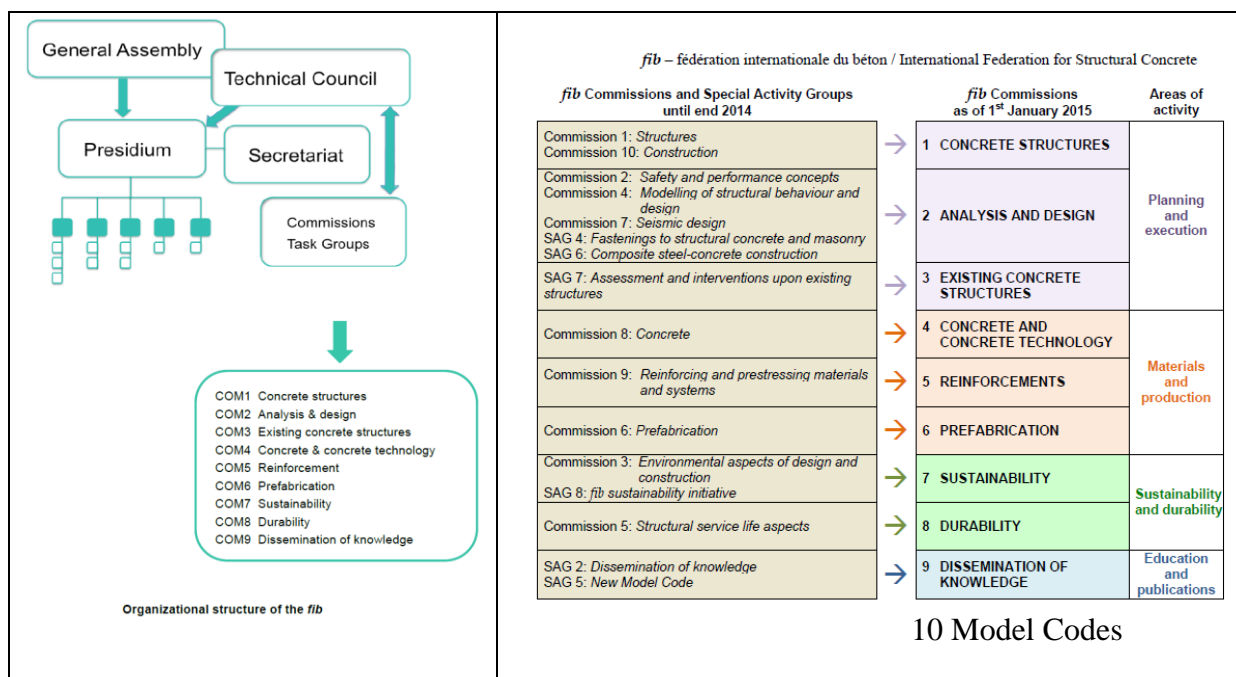 General Assembly
Technical Council
Presidium
Secretariat
Commissions
Task Groups
COM1 Concrete structures
COM2 Analysis & design
COM3 Existing concrete structures
COM4 Concrete & concrete technology
COM5 Reinforcement
COM6 Prefabrication
COM7 Sustainability
COM8 Durability
COM9 Dissemination of knowledge
Organizational structure of the fib
fib – fédération internationale du béton / International Federation for Structural Concrete
fib Commissions and Special Activity Groups
until end 2014
fib Commissions
as of 1st January 2015
Areas of
activity
Commission 1: Structures
Commission 10: Construction
1 CONCRETE STRUCTURES
Commission 2: Safety and performance concepts
Commission 4: Modelling of structural behaviour and
design
Commission 7: Seismic design
SAG 4: Fastenings to structural concrete and masonry
SAG 6: Composite steel-concrete construction
2 ANALYSIS AND DESIGN
Planning
and
execution
SAG 7: Assessment and interventions upon existing
structures
3 EXISTING CONCRETE
STRUCTURES
Commission 8: Concrete
4 CONCRETE AND
CONCRETE TECHNOLOGY
Commission 9: Reinforcing and prestressing materials
and systems
5 REINFORCEMENTS
Materials
and
production
Commission 6: Prefabrication
6 PREFABRICATION
Commission 3: Environmental aspects of design and
construction
SAG 8: fib sustainability initiative
7 SUSTAINABILITY
Sustainability
and durability
Commission 5: Structural service life aspects
8 DURABILITY
SAG 2: Dissemination of knowledge
SAG 5: New Model Code
9 DISSEMINATION OF
KNOWLEDGE
Education
and
publications
10 Model Codes